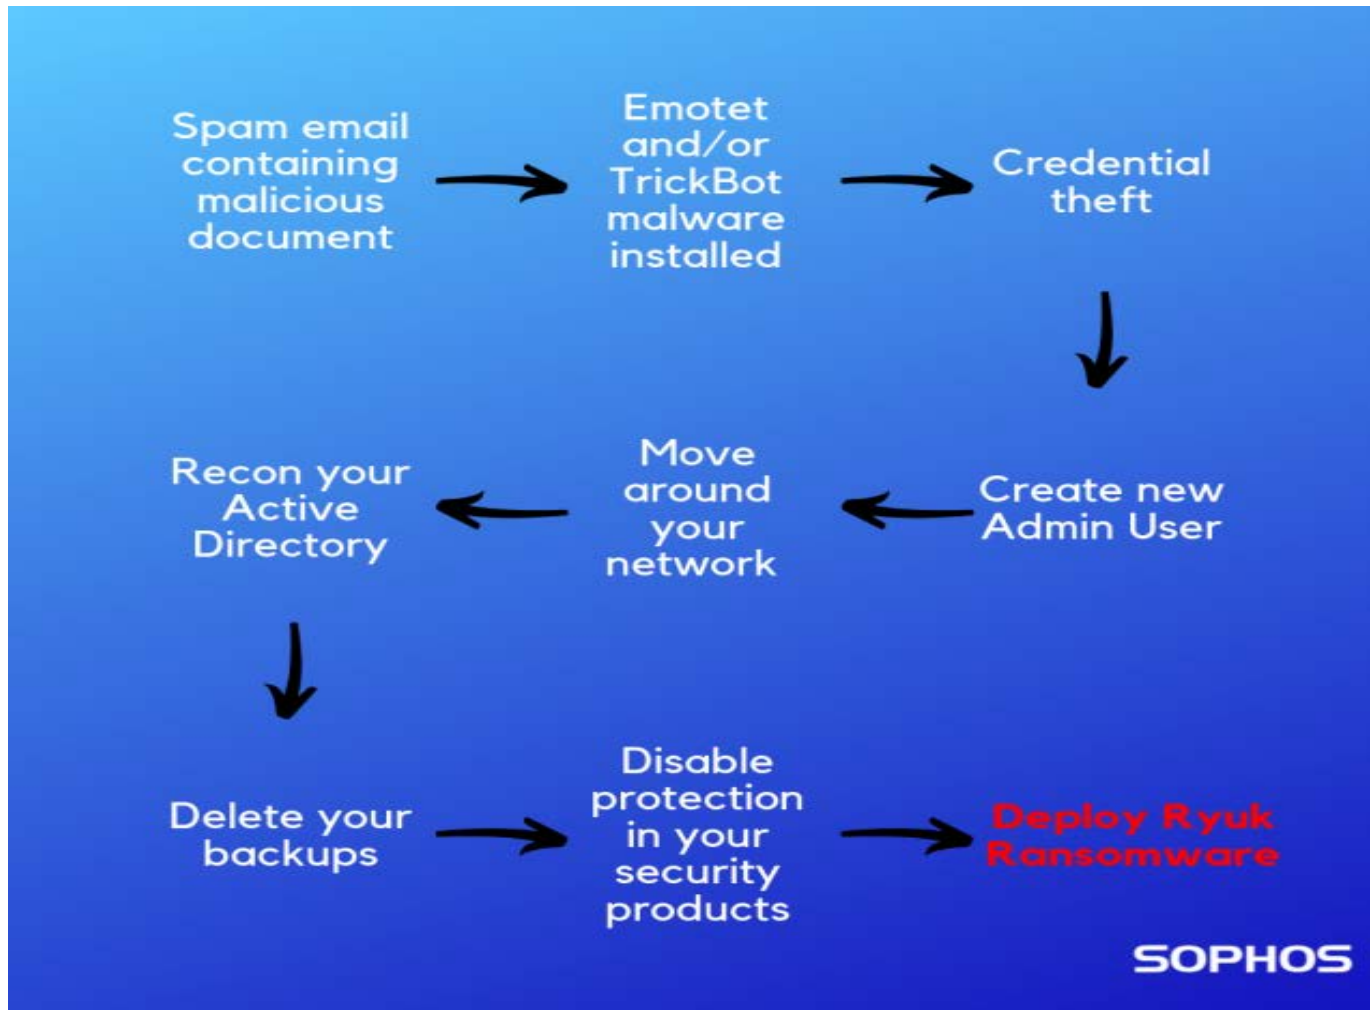 Spam email
containing
malicious
document
Emotet
and/or
TrickBot
malware
installed
Credential
theft
Create new
Admin User
Move
around
your
network
Recon your
Active
Directory
Delete your
backups
Disable
protection
in your
security
products
Deploy Ryuk
Ransomware
SOPHOS